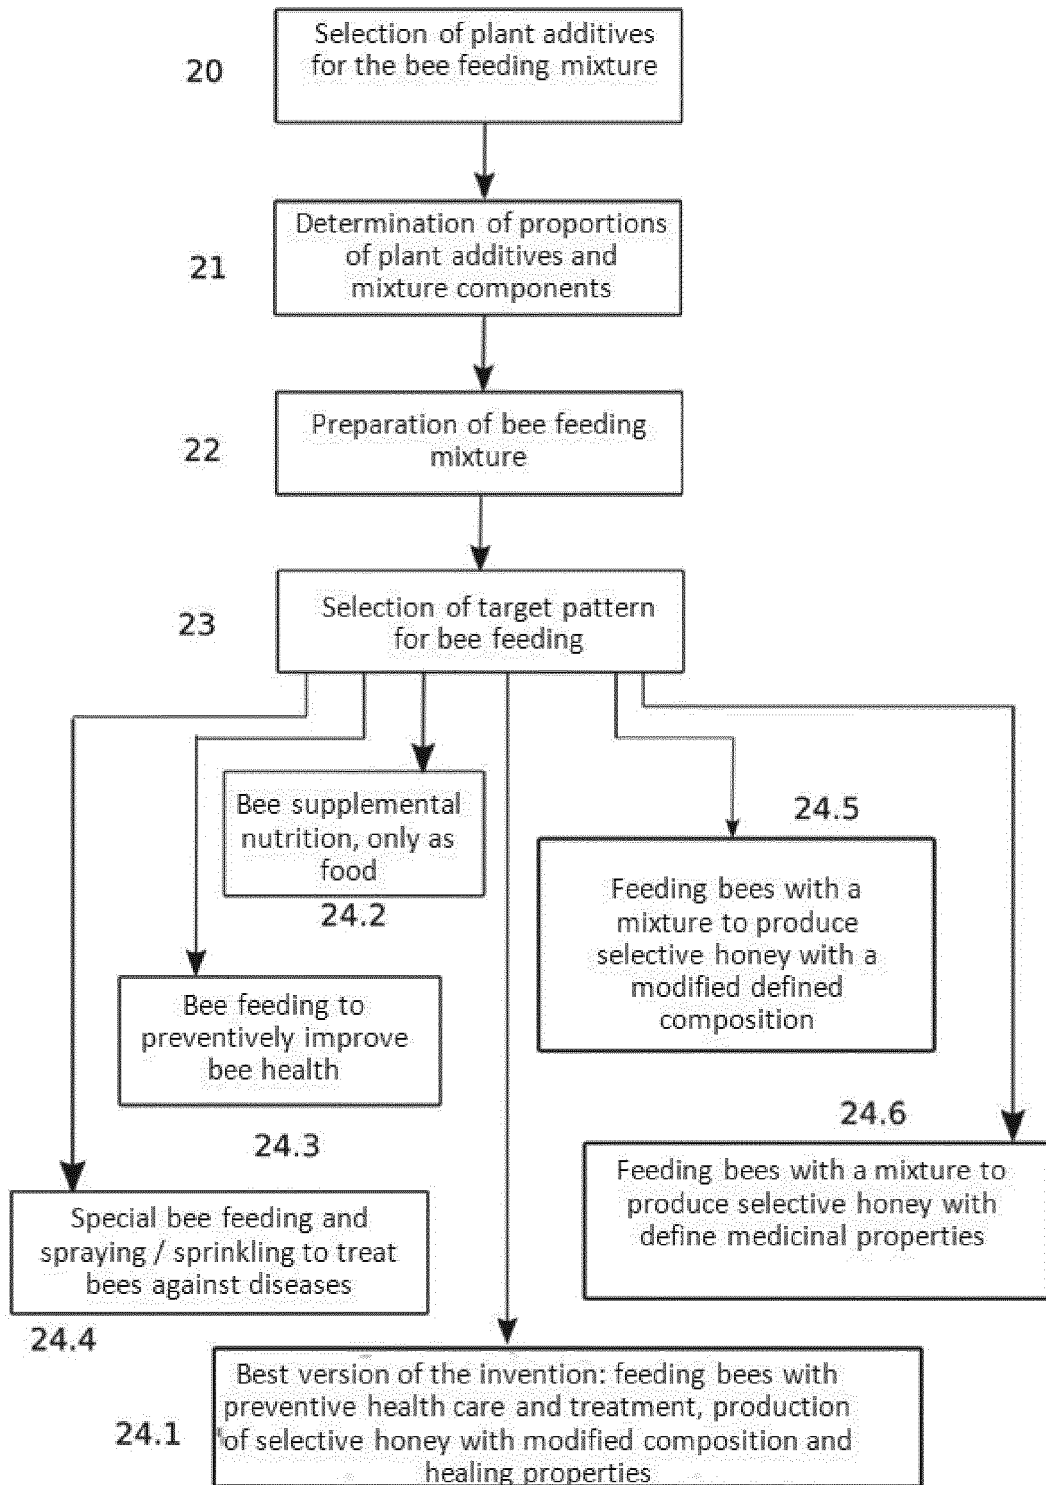 Selection of plant additives
for the bee feeding mixture
20
Determination of proportions
of plant additives and
mixture components
21
Preparation of bee feeding
mixture
22
Selection of target pattern
for bee feeding
23
Bee supplemental
nutrition, only as
food
24.2
24.5
Feeding bees with a
mixture to produce
selective honey with a
modified defined
composition
Bee feeding to
preventively improve
bee health
24.3
24.6
Feeding bees with a mixture to
produce selective honey with
define medicinal properties
Special bee feeding and
spraying / sprinkling to treat
bees against diseases
24.4
Best version of the invention: feeding bees with
preventive health care and treatment, production
of selective honey with modified composition and
healing properties
24.1